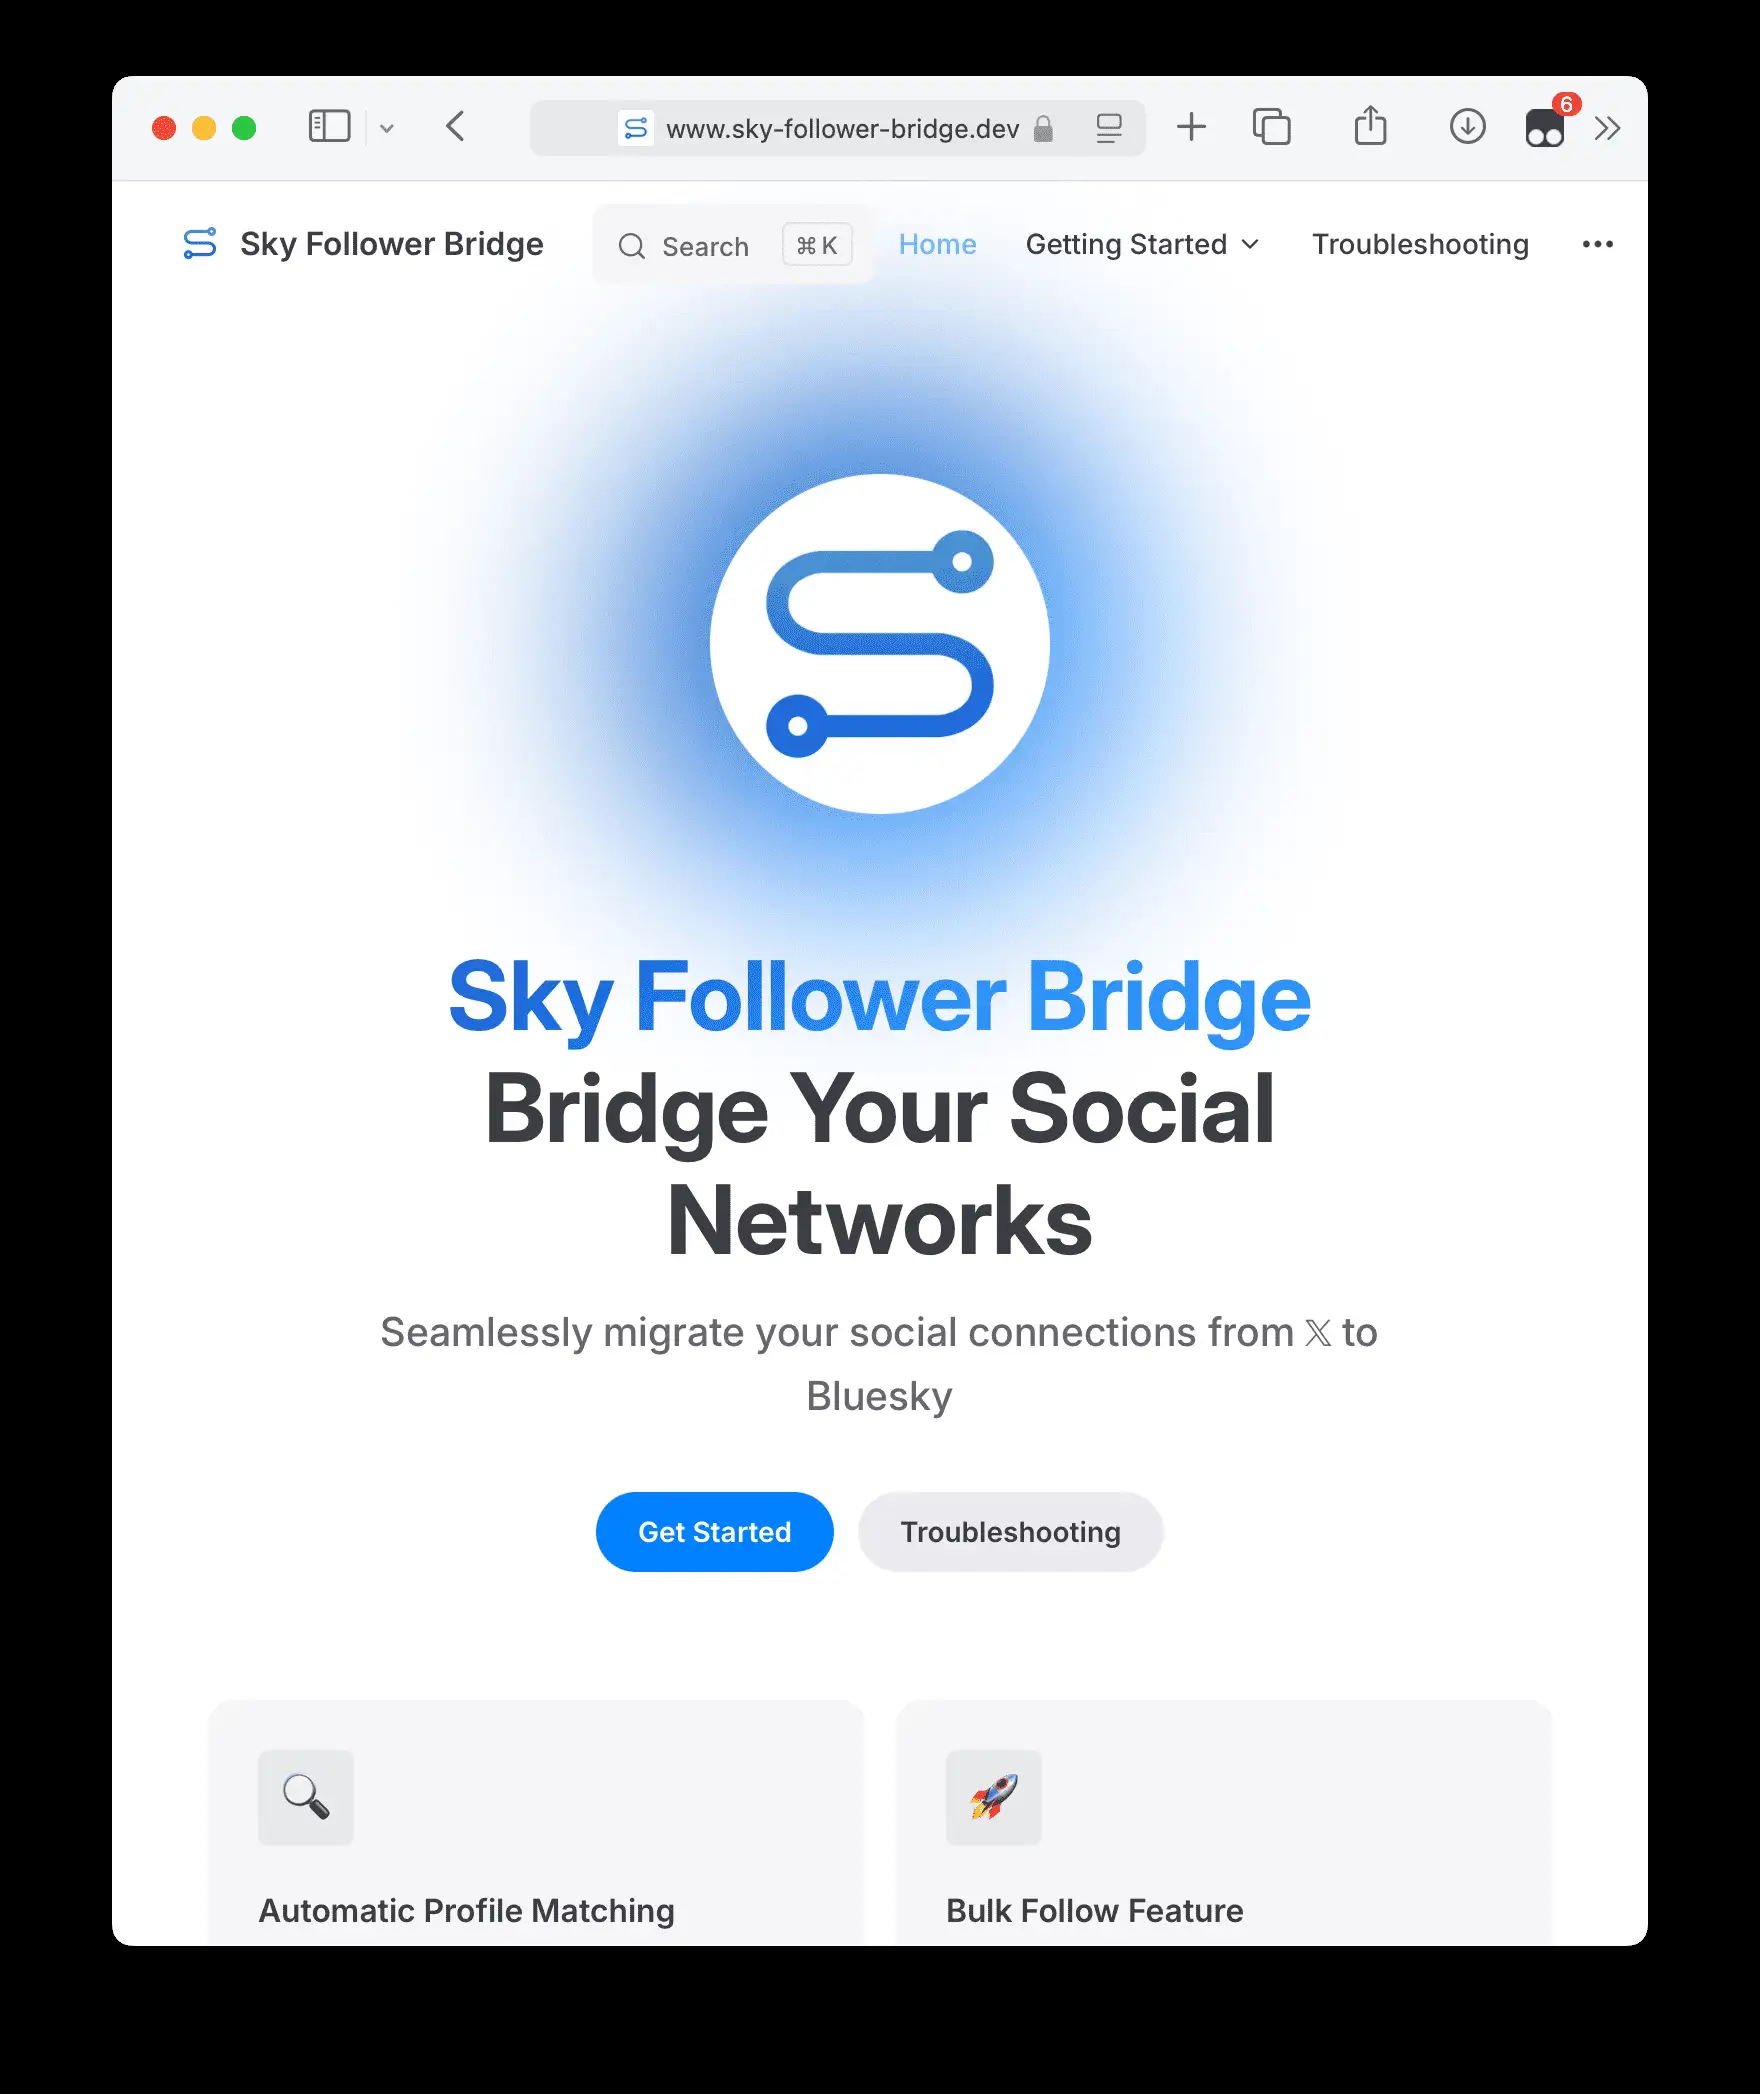 www.sky-follower-bridge.dev
6
Sky Follower Bridge
Search
⌘ K
Home
Getting Started
Troubleshooting
Sky Follower Bridge
Bridge Your Social
Networks
Seamlessly migrate your social connections from 𝕏 to
Bluesky
Get Started
Troubleshooting
Automatic Profile Matching
Bulk Follow Feature